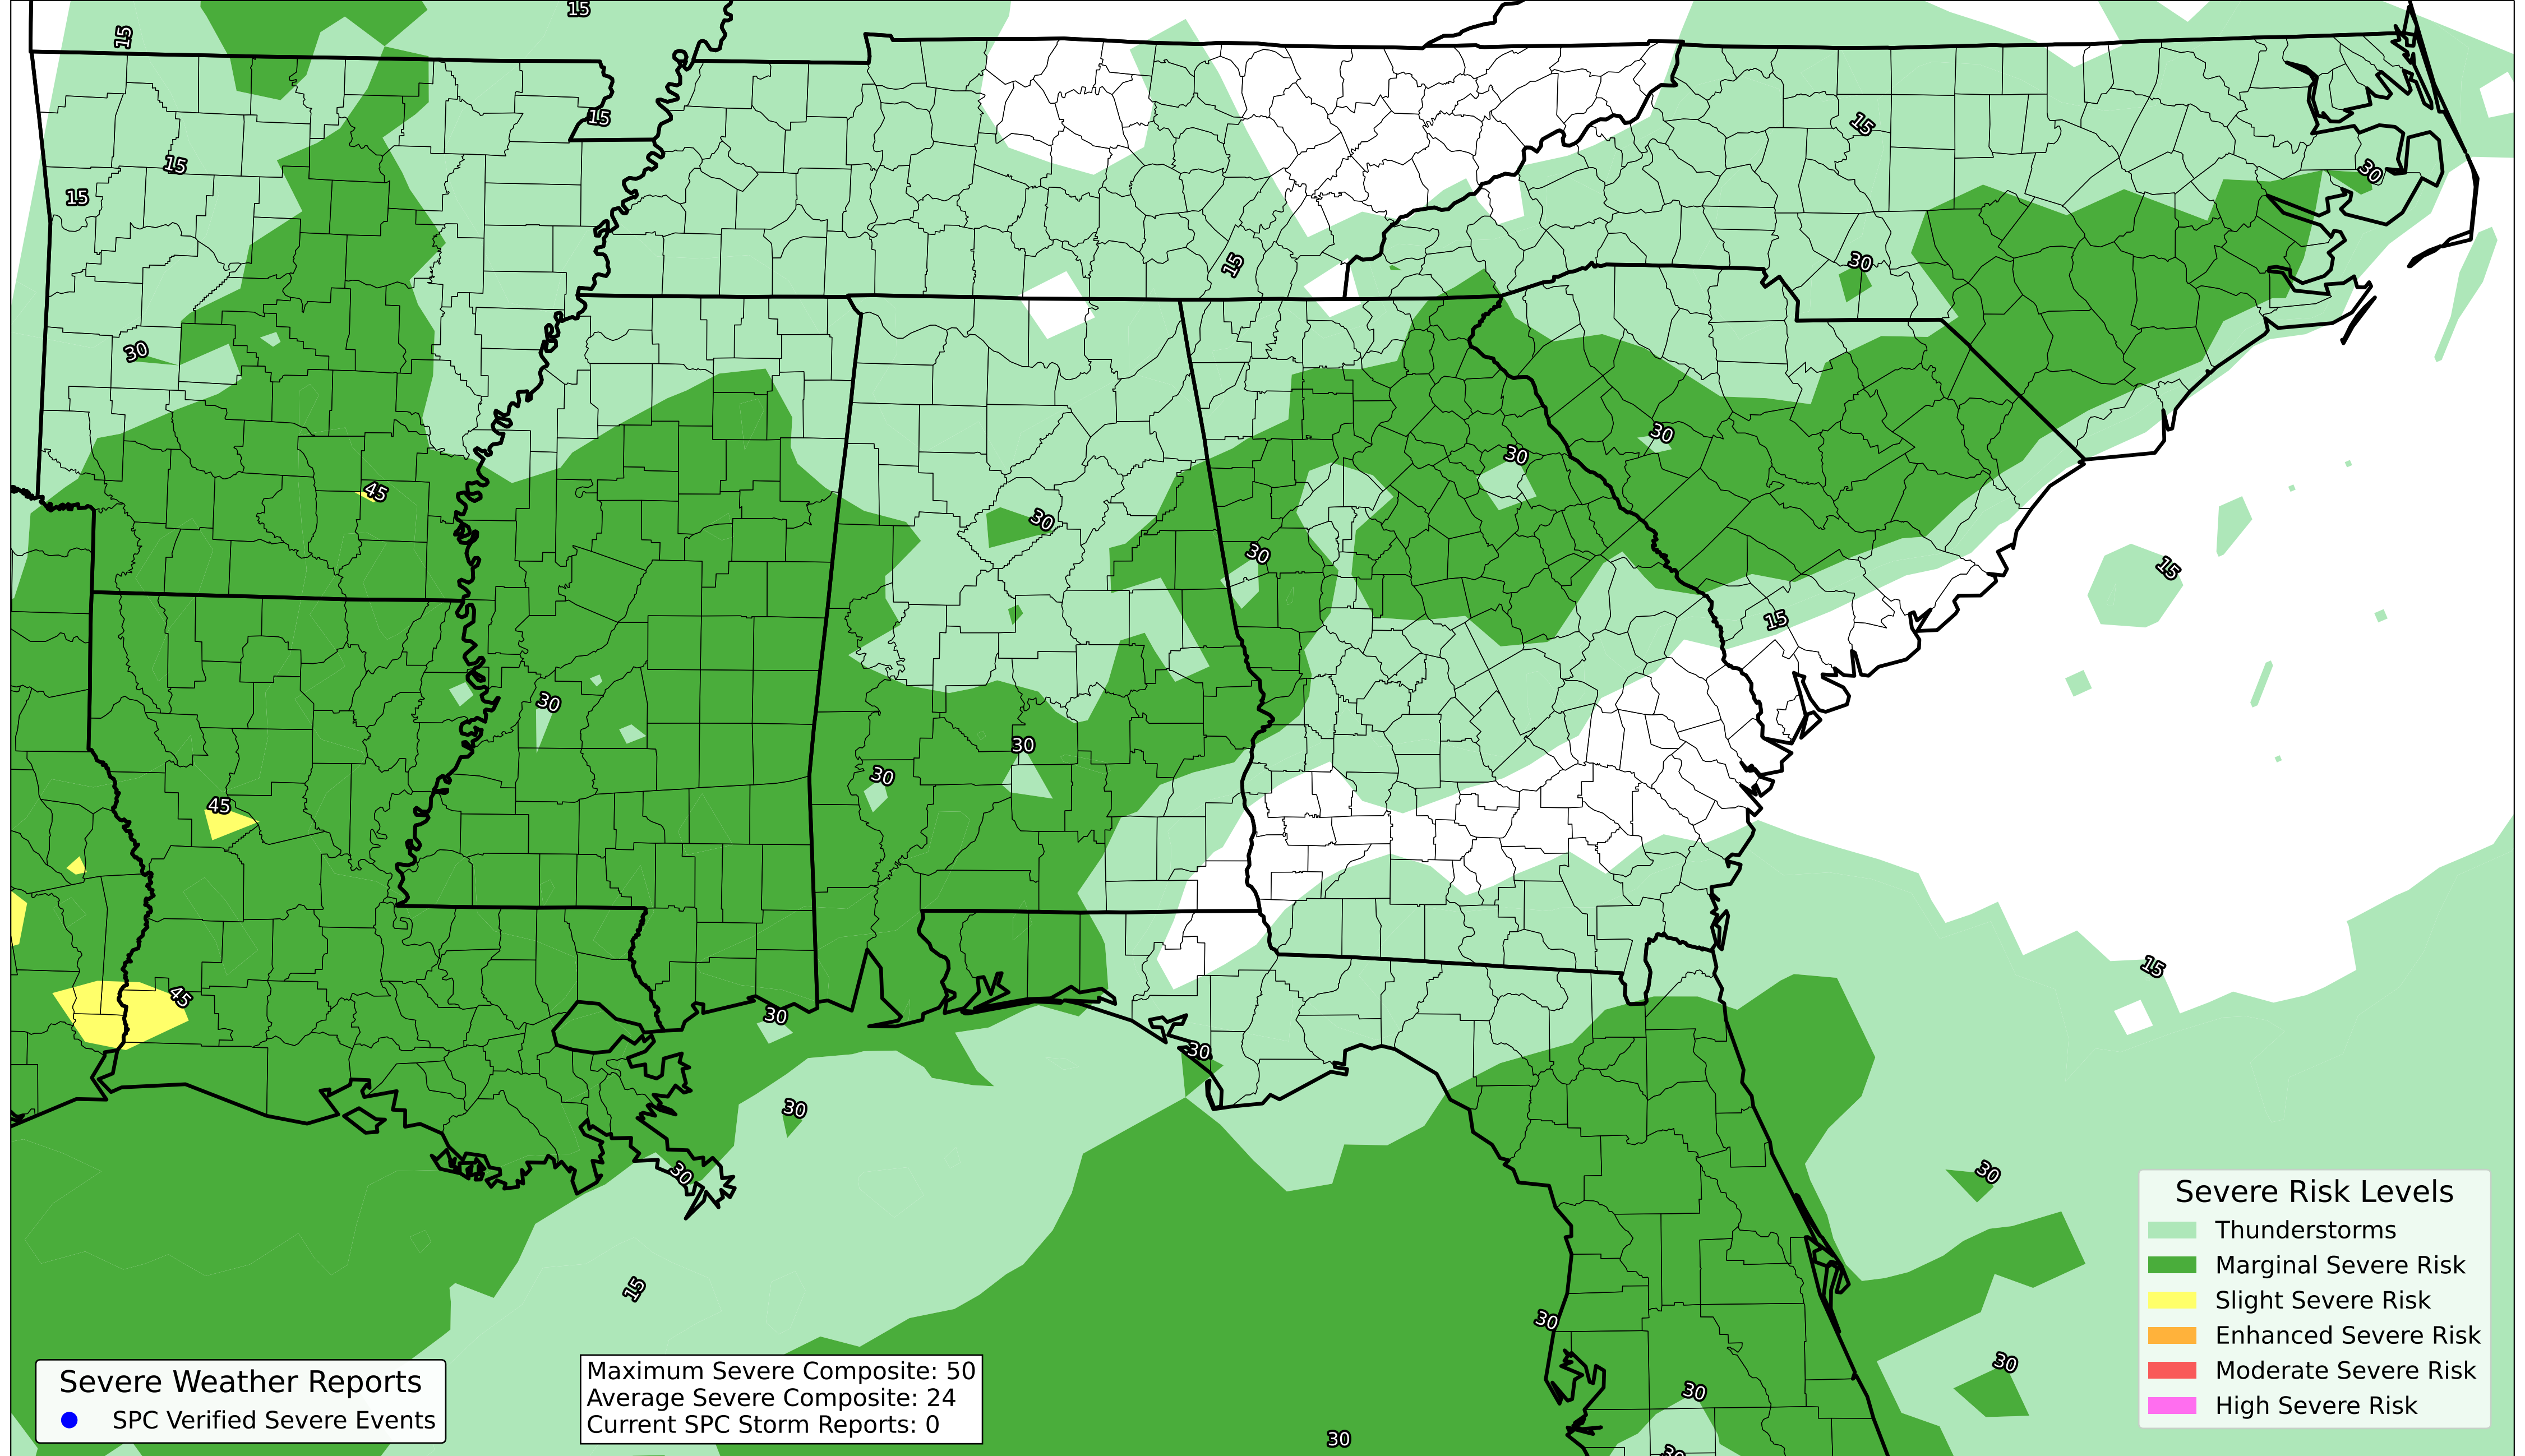 15
15
15
15
15
15
30
15
30
30
30
30
45
30
30
15
15
30
30
30
45
15
45
30
30
30
30
30
15
30
30
30
30
30
Severe Risk Levels
Thunderstorms
Marginal Severe Risk
Slight Severe Risk
Enhanced Severe Risk
Moderate Severe Risk
High Severe Risk
Severe Weather Reports
SPC Verified Severe Events
Maximum Severe Composite: 50
Average Severe Composite: 24
Current SPC Storm Reports: 0